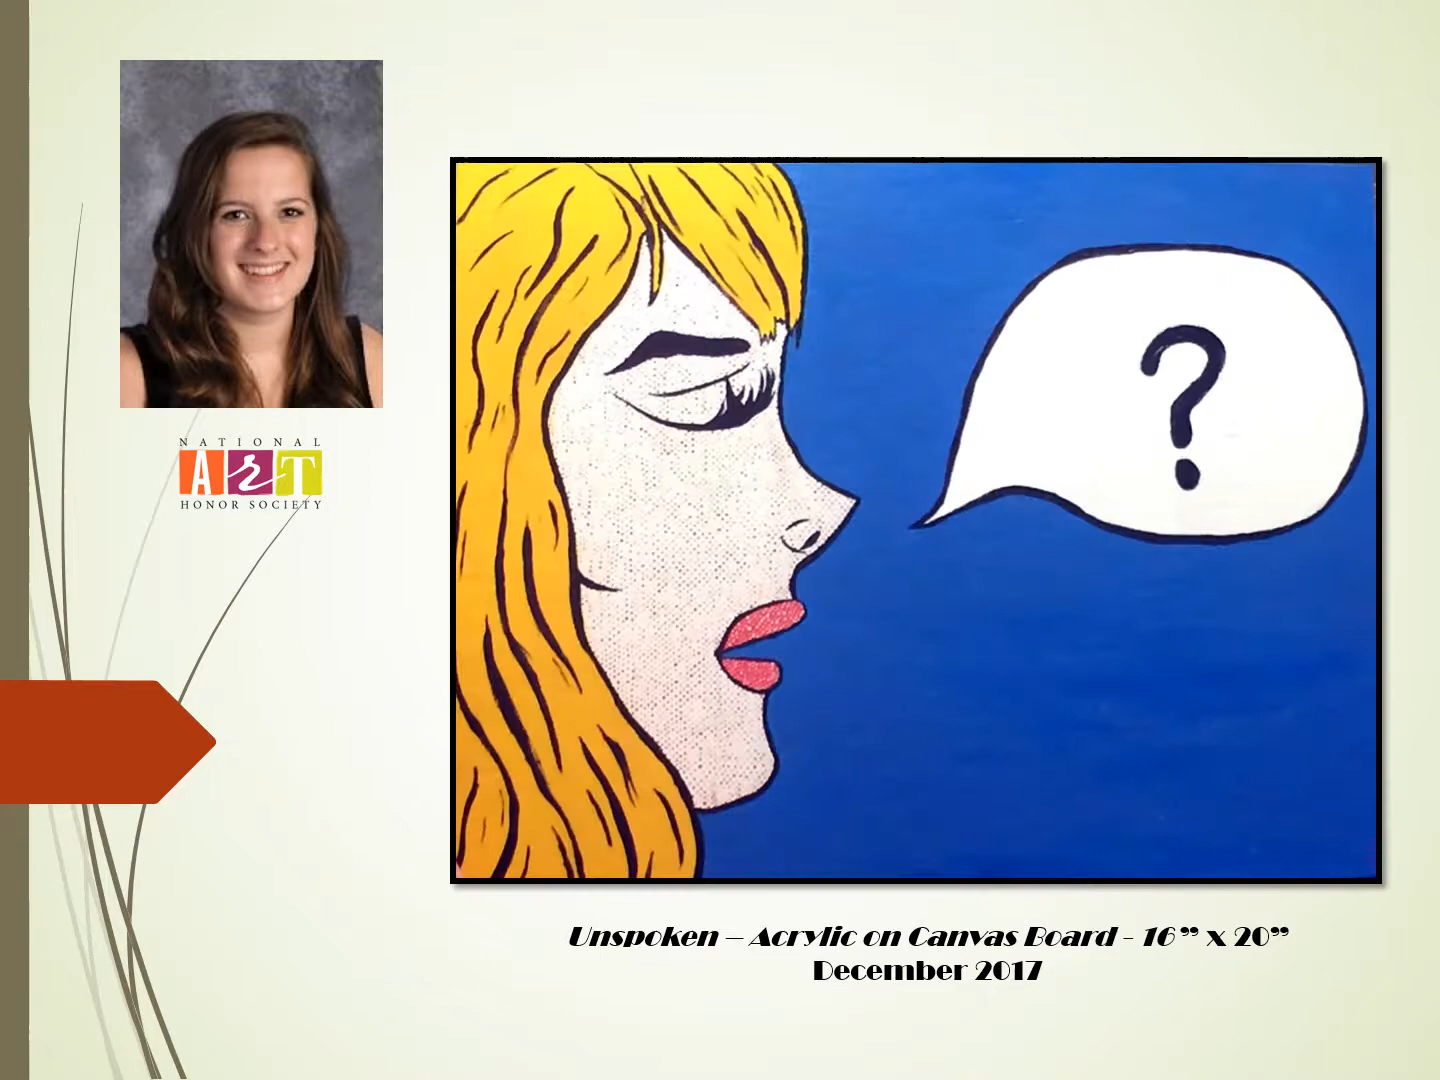 NATIONAL
ArT
HONOR SOCIETY
?
Unspoken – Acrylic on Canvas Board - 16” x 20”
December 2017